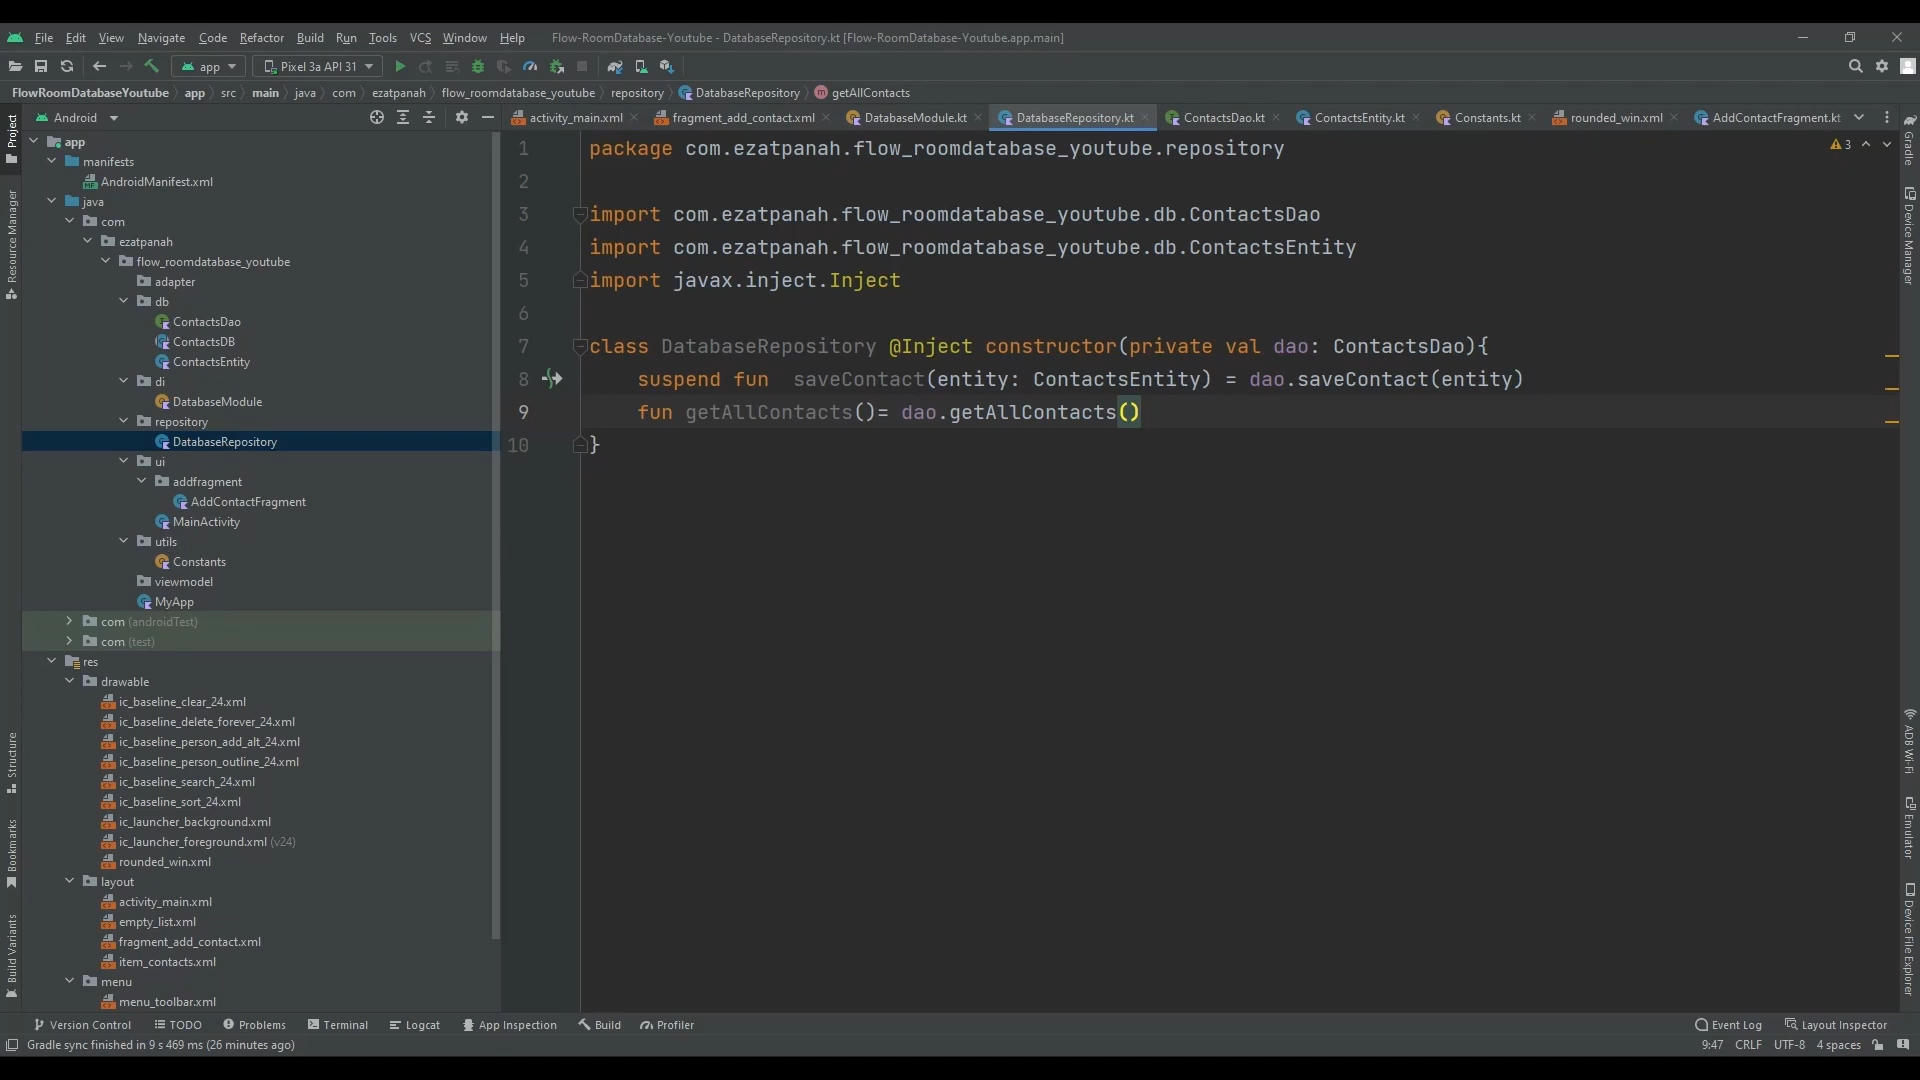 File Edit View Navigate Code Refactor Build Run Tools VCS Window Help Flow-RoomDatabase-Youtube - DatabaseRepository.kt [Flow-RoomDatabase-Youtube.app.main]
app Pixel 3a API 31
FlowRoomDatabaseYoutube app src main java com ezatpanah flow_roomdatabase_youtube repository DatabaseRepository getAllContacts
Android
activity_main.xml fragment_add_contact.xml DatabaseModule.kt DatabaseRepository.kt ContactsDao.kt ContactsEntity.kt Constants.kt rounded_win.xml AddContactFragment.kt
Project
Resource Manager
Structure
Bookmarks
Build Variants
app
manifests
AndroidManifest.xml
java
com
ezatpanah
flow_roomdatabase_youtube
adapter
db
ContactsDao
ContactsDB
ContactsEntity
di
DatabaseModule
repository
DatabaseRepository
ui
addfragment
AddContactFragment
MainActivity
utils
Constants
viewmodel
MyApp
com (androidTest)
com (test)
res
drawable
ic_baseline_clear_24.xml
ic_baseline_delete_forever_24.xml
ic_baseline_person_add_alt_24.xml
ic_baseline_person_outline_24.xml
ic_baseline_search_24.xml
ic_baseline_sort_24.xml
ic_launcher_background.xml
ic_launcher_foreground.xml (v24)
rounded_win.xml
layout
activity_main.xml
empty_list.xml
fragment_add_contact.xml
item_contacts.xml
menu
menu_toolbar.xml
1 package com.ezatpanah.flow_roomdatabase_youtube.repository
2
3 import com.ezatpanah.flow_roomdatabase_youtube.db.ContactsDao
4 import com.ezatpanah.flow_roomdatabase_youtube.db.ContactsEntity
5 import javax.inject.Inject
6
7 class DatabaseRepository @Inject constructor(private val dao: ContactsDao){
8 suspend fun saveContact(entity: ContactsEntity) = dao.saveContact(entity)
9 fun getAllContacts()= dao.getAllContacts()
10 }
3
Gradle
Device Manager
ADB Wi-Fi
Emulator
Device File Explorer
Version Control TODO Problems Terminal Logcat App Inspection Build Profiler Event Log Layout Inspector
Gradle sync finished in 9 s 469 ms (26 minutes ago) 9:47 CRLF UTF-8 4 spaces